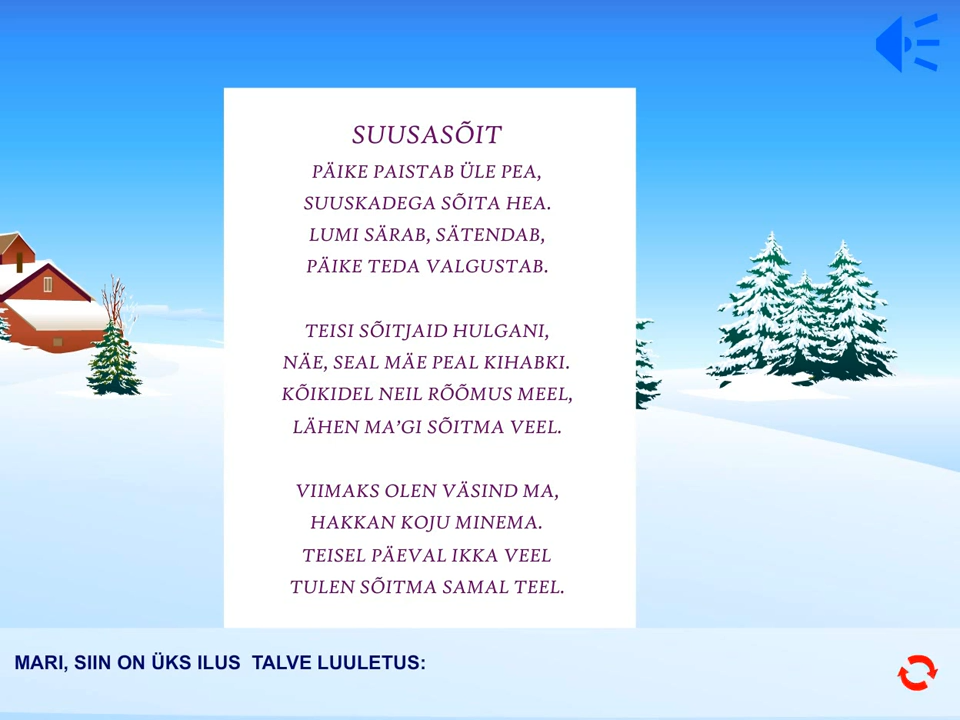 SUUSASÕIT
PÄIKE PAISTAB ÜLE PEA,
SUUSKADEGA SÕITA HEA.
LUMI SÄRAB, SÄTENDAB,
PÄIKE TEDA VALGUSTAB.
TEISI SÕITJAID HULGANI,
NÄE, SEAL MÄE PEAL KIHABKI.
KÕIKIDEL NEIL RÕÕMUS MEEL,
LÄHEN MA’GI SÕITMA VEEL.
VIIMAKS OLEN VÄSIND MA,
HAKKAN KOJU MINEMA.
TEISEL PÄEVAL IKKA VEEL
TULEN SÕITMA SAMAL TEEL.
MARI, SIIN ON ÜKS ILUS  TALVE LUULETUS: